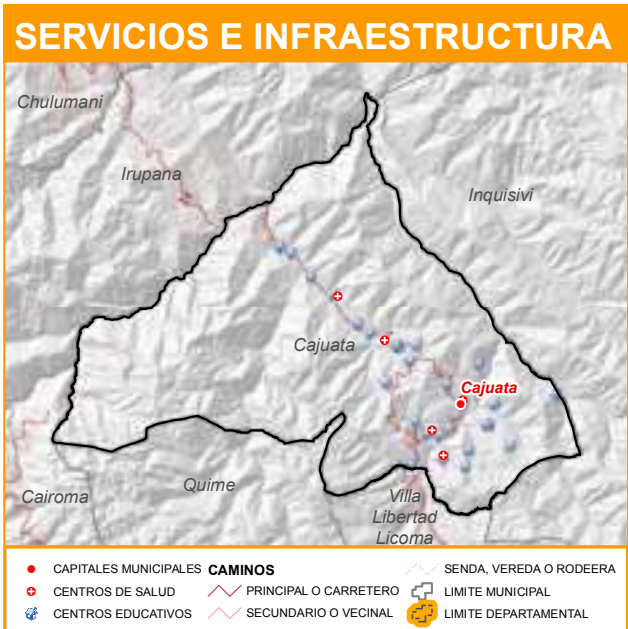 SERVICIOS E INFRAESTRUCTURA
Chulumani
Irupana
Inquisivi
Cajuata
Cajuata
Cairoma
Quime
Villa
Libertad
Licoma
CAPITALES MUNICIPALES
CENTROS DE SALUD
CENTROS EDUCATIVOS
CAMINOS
PRINCIPAL O CARRETERO
SECUNDARIO O VECINAL
SENDA, VEREDA O RODEERA
LIMITE MUNICIPAL
LIMITE DEPARTAMENTAL